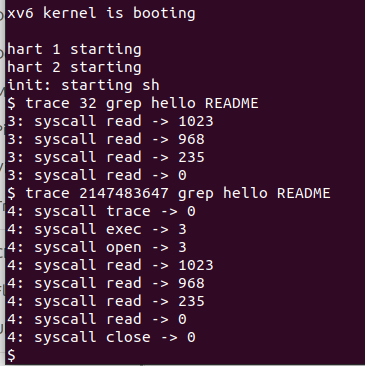 xv6 kernel is booting
hart 1 starting
hart 2 starting
init: starting sh
$ trace 32 grep hello README
3: syscall read -> 1023
3: syscall read -> 968
3: syscall read -> 235
3: syscall read -> 0
$ trace 2147483647 grep hello README
4: syscall trace -> 0
4: syscall exec -> 3
4: syscall open -> 3
4: syscall read -> 1023
4: syscall read -> 968
4: syscall read -> 235
4: syscall read -> 0
4: syscall close -> 0
$